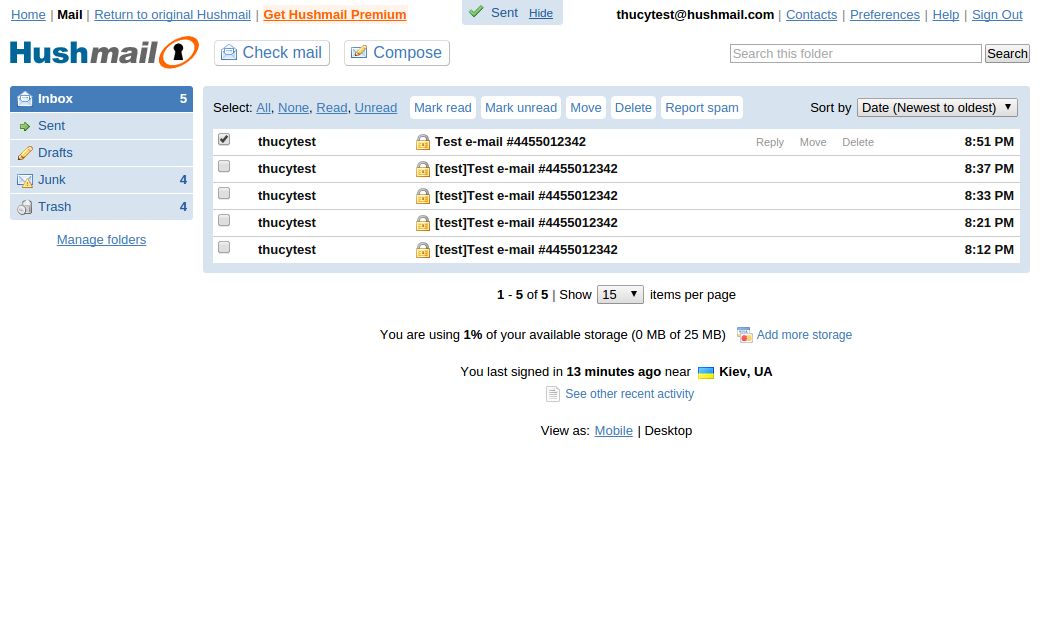 Home | Mail | Return to original Hushmail | Get Hushmail Premium
Sent Hide
thucytest@hushmail.com | Contacts | Preferences | Help | Sign Out
Hushmail
Check mail
Compose
Search this folder
Search
Inbox 5
Sent
Drafts
Junk 4
Trash 4
Manage folders
Select: All, None, Read, Unread Mark read Mark unread Move Delete Report spam Sort by Date (Newest to oldest)
thucytest Test e-mail #4455012342 Reply Move Delete 8:51 PM
thucytest [test]Test e-mail #4455012342 8:37 PM
thucytest [test]Test e-mail #4455012342 8:33 PM
thucytest [test]Test e-mail #4455012342 8:21 PM
thucytest [test]Test e-mail #4455012342 8:12 PM
1 - 5 of 5 | Show 15 items per page
You are using 1% of your available storage (0 MB of 25 MB) Add more storage
You last signed in 13 minutes ago near Kiev, UA
See other recent activity
View as: Mobile | Desktop